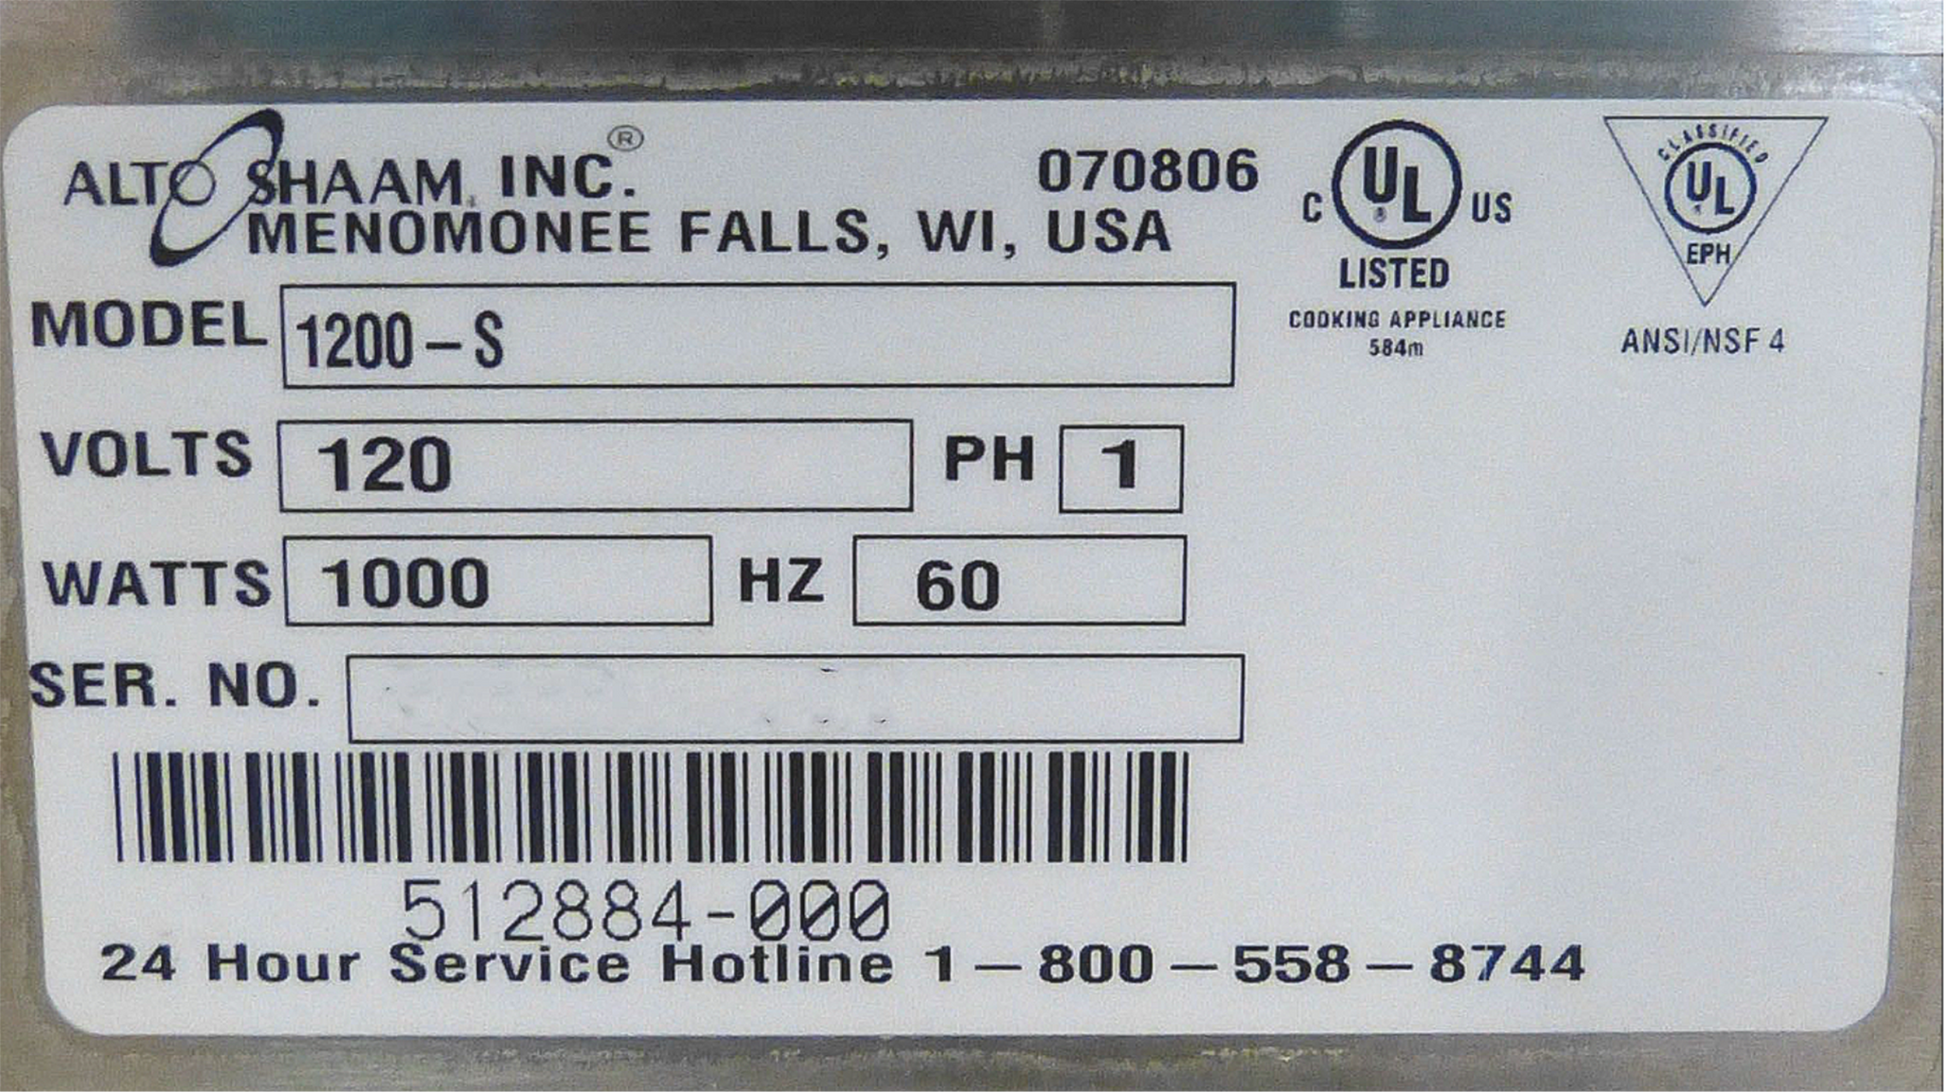 ALTO SHAAM, INC.® 070806
MENOMONEE FALLS, WI, USA
C UL® US
LISTED
COOKING APPLIANCE
584m
CLASSIFIED
UL®
EPH
ANSI/NSF 4
MODEL 1200-S
VOLTS 120 PH 1
WATTS 1000 HZ 60
SER. NO.
512884-000
24 Hour Service Hotline 1-800-558-8744